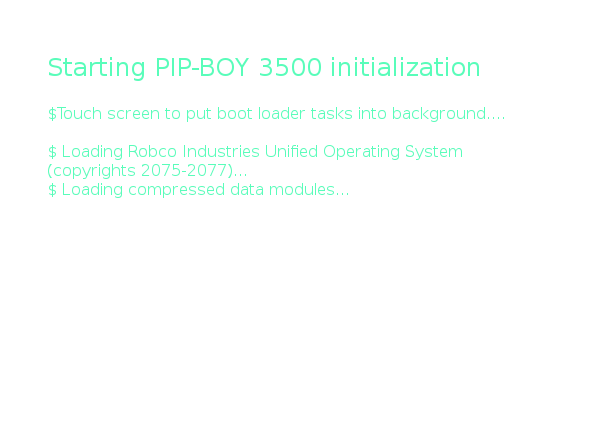 Starting PIP-BOY 3500 initialization
$Touch screen to put boot loader tasks into background....
$ Loading Robco Industries Unified Operating System
(copyrights 2075-2077)...
$ Loading compressed data modules...